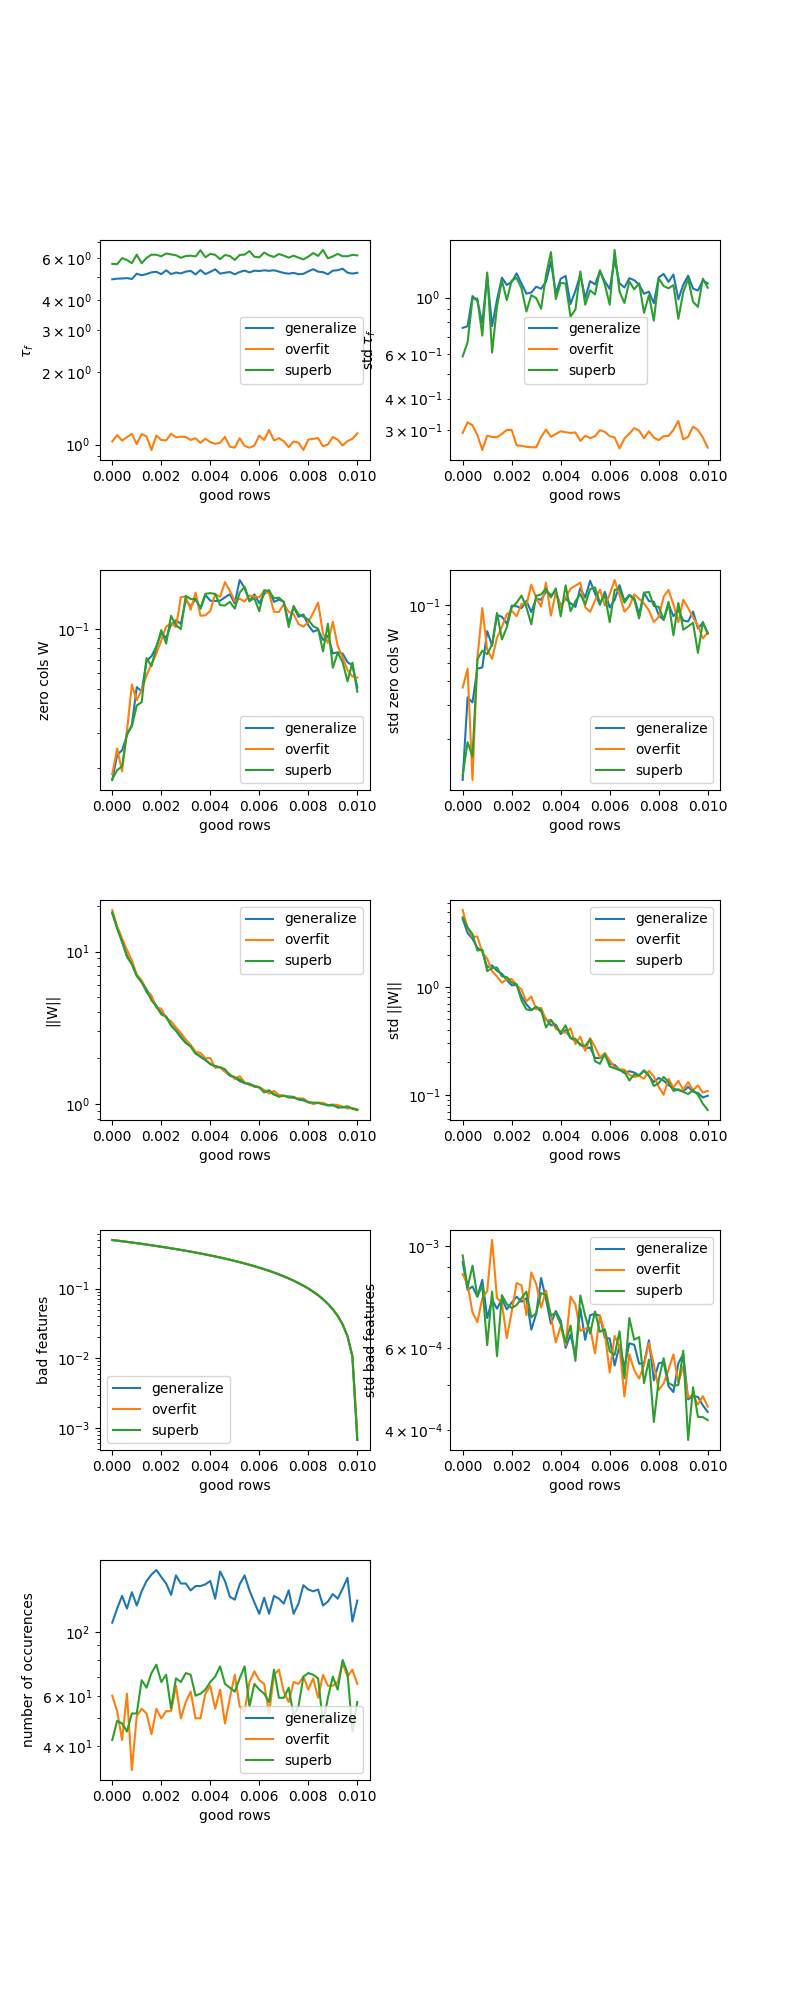 6 × 10⁰
4 × 10⁰
3 × 10⁰
2 × 10⁰
10⁰
τ_f
generalize
overfit
superb
0.000 0.002 0.004 0.006 0.008 0.010
good rows
10⁰
6 × 10⁻¹
4 × 10⁻¹
3 × 10⁻¹
std τ_f
generalize
overfit
superb
0.000 0.002 0.004 0.006 0.008 0.010
good rows
10⁻¹
zero cols W
generalize
overfit
superb
0.000 0.002 0.004 0.006 0.008 0.010
good rows
10⁻¹
std zero cols W
generalize
overfit
superb
0.000 0.002 0.004 0.006 0.008 0.010
good rows
10¹
10⁰
||W||
generalize
overfit
superb
0.000 0.002 0.004 0.006 0.008 0.010
good rows
10⁰
10⁻¹
std ||W||
generalize
overfit
superb
0.000 0.002 0.004 0.006 0.008 0.010
good rows
10⁻¹
10⁻²
10⁻³
bad features
generalize
overfit
superb
0.000 0.002 0.004 0.006 0.008 0.010
good rows
10⁻³
6 × 10⁻⁴
4 × 10⁻⁴
std bad features
generalize
overfit
superb
0.000 0.002 0.004 0.006 0.008 0.010
good rows
10²
6 × 10¹
4 × 10¹
number of occurences
generalize
overfit
superb
0.000 0.002 0.004 0.006 0.008 0.010
good rows